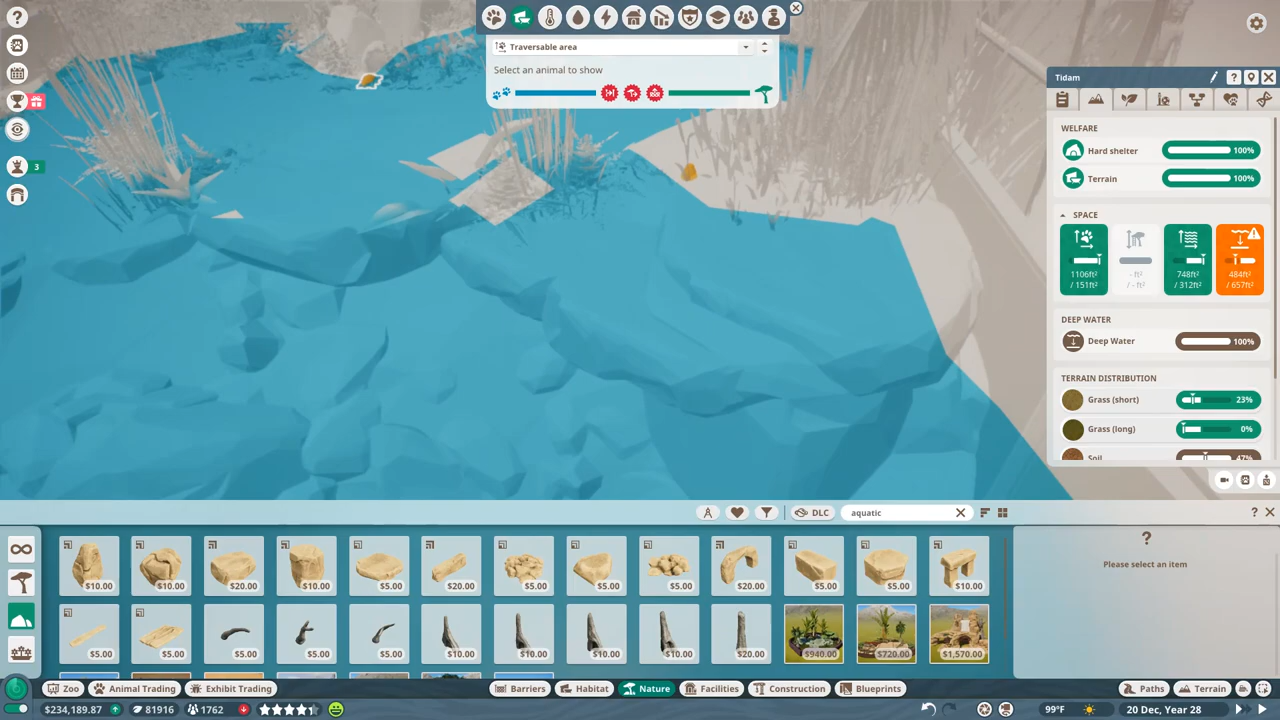 Traversable area
Select an animal to show
3
Tidam
WELFARE
Hard shelter 100%
Terrain 100%
SPACE
1106ft² / 151ft²
- ft² / - ft²
748ft² / 312ft²
484ft² / 657ft²
DEEP WATER
Deep Water 100%
TERRAIN DISTRIBUTION
Grass (short) 23%
Grass (long) 0%
Soil 47%
DLC aquatic
?
Please select an item
$10.00 $10.00 $20.00 $10.00 $5.00 $20.00 $5.00 $5.00 $5.00 $20.00 $5.00 $5.00 $10.00
$5.00 $5.00 $5.00 $5.00 $5.00 $10.00 $10.00 $10.00 $10.00 $20.00 $940.00 $720.00 $1,570.00
Zoo Animal Trading Exhibit Trading Barriers Habitat Nature Facilities Construction Blueprints Paths Terrain
$234,189.87 81916 1762 99°F 20 Dec, Year 28